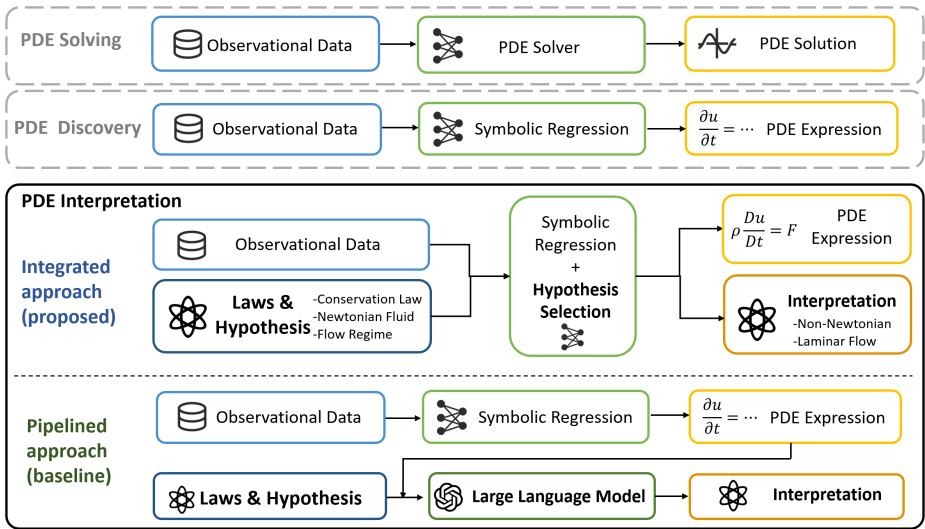 PDE Solving
Observational Data
PDE Solver
PDE Solution
PDE Discovery
Observational Data
Symbolic Regression
∂u/∂t = ⋯ PDE Expression
PDE Interpretation
Integrated
approach
(proposed)
Observational Data
Laws &
Hypothesis
-Conservation Law
-Newtonian Fluid
-Flow Regime
Symbolic
Regression
+
Hypothesis
Selection
ρ Du/Dt = F
PDE
Expression
Interpretation
-Non-Newtonian
-Laminar Flow
Pipelined
approach
(baseline)
Observational Data
Symbolic Regression
∂u/∂t = ⋯ PDE Expression
Laws & Hypothesis
Large Language Model
Interpretation